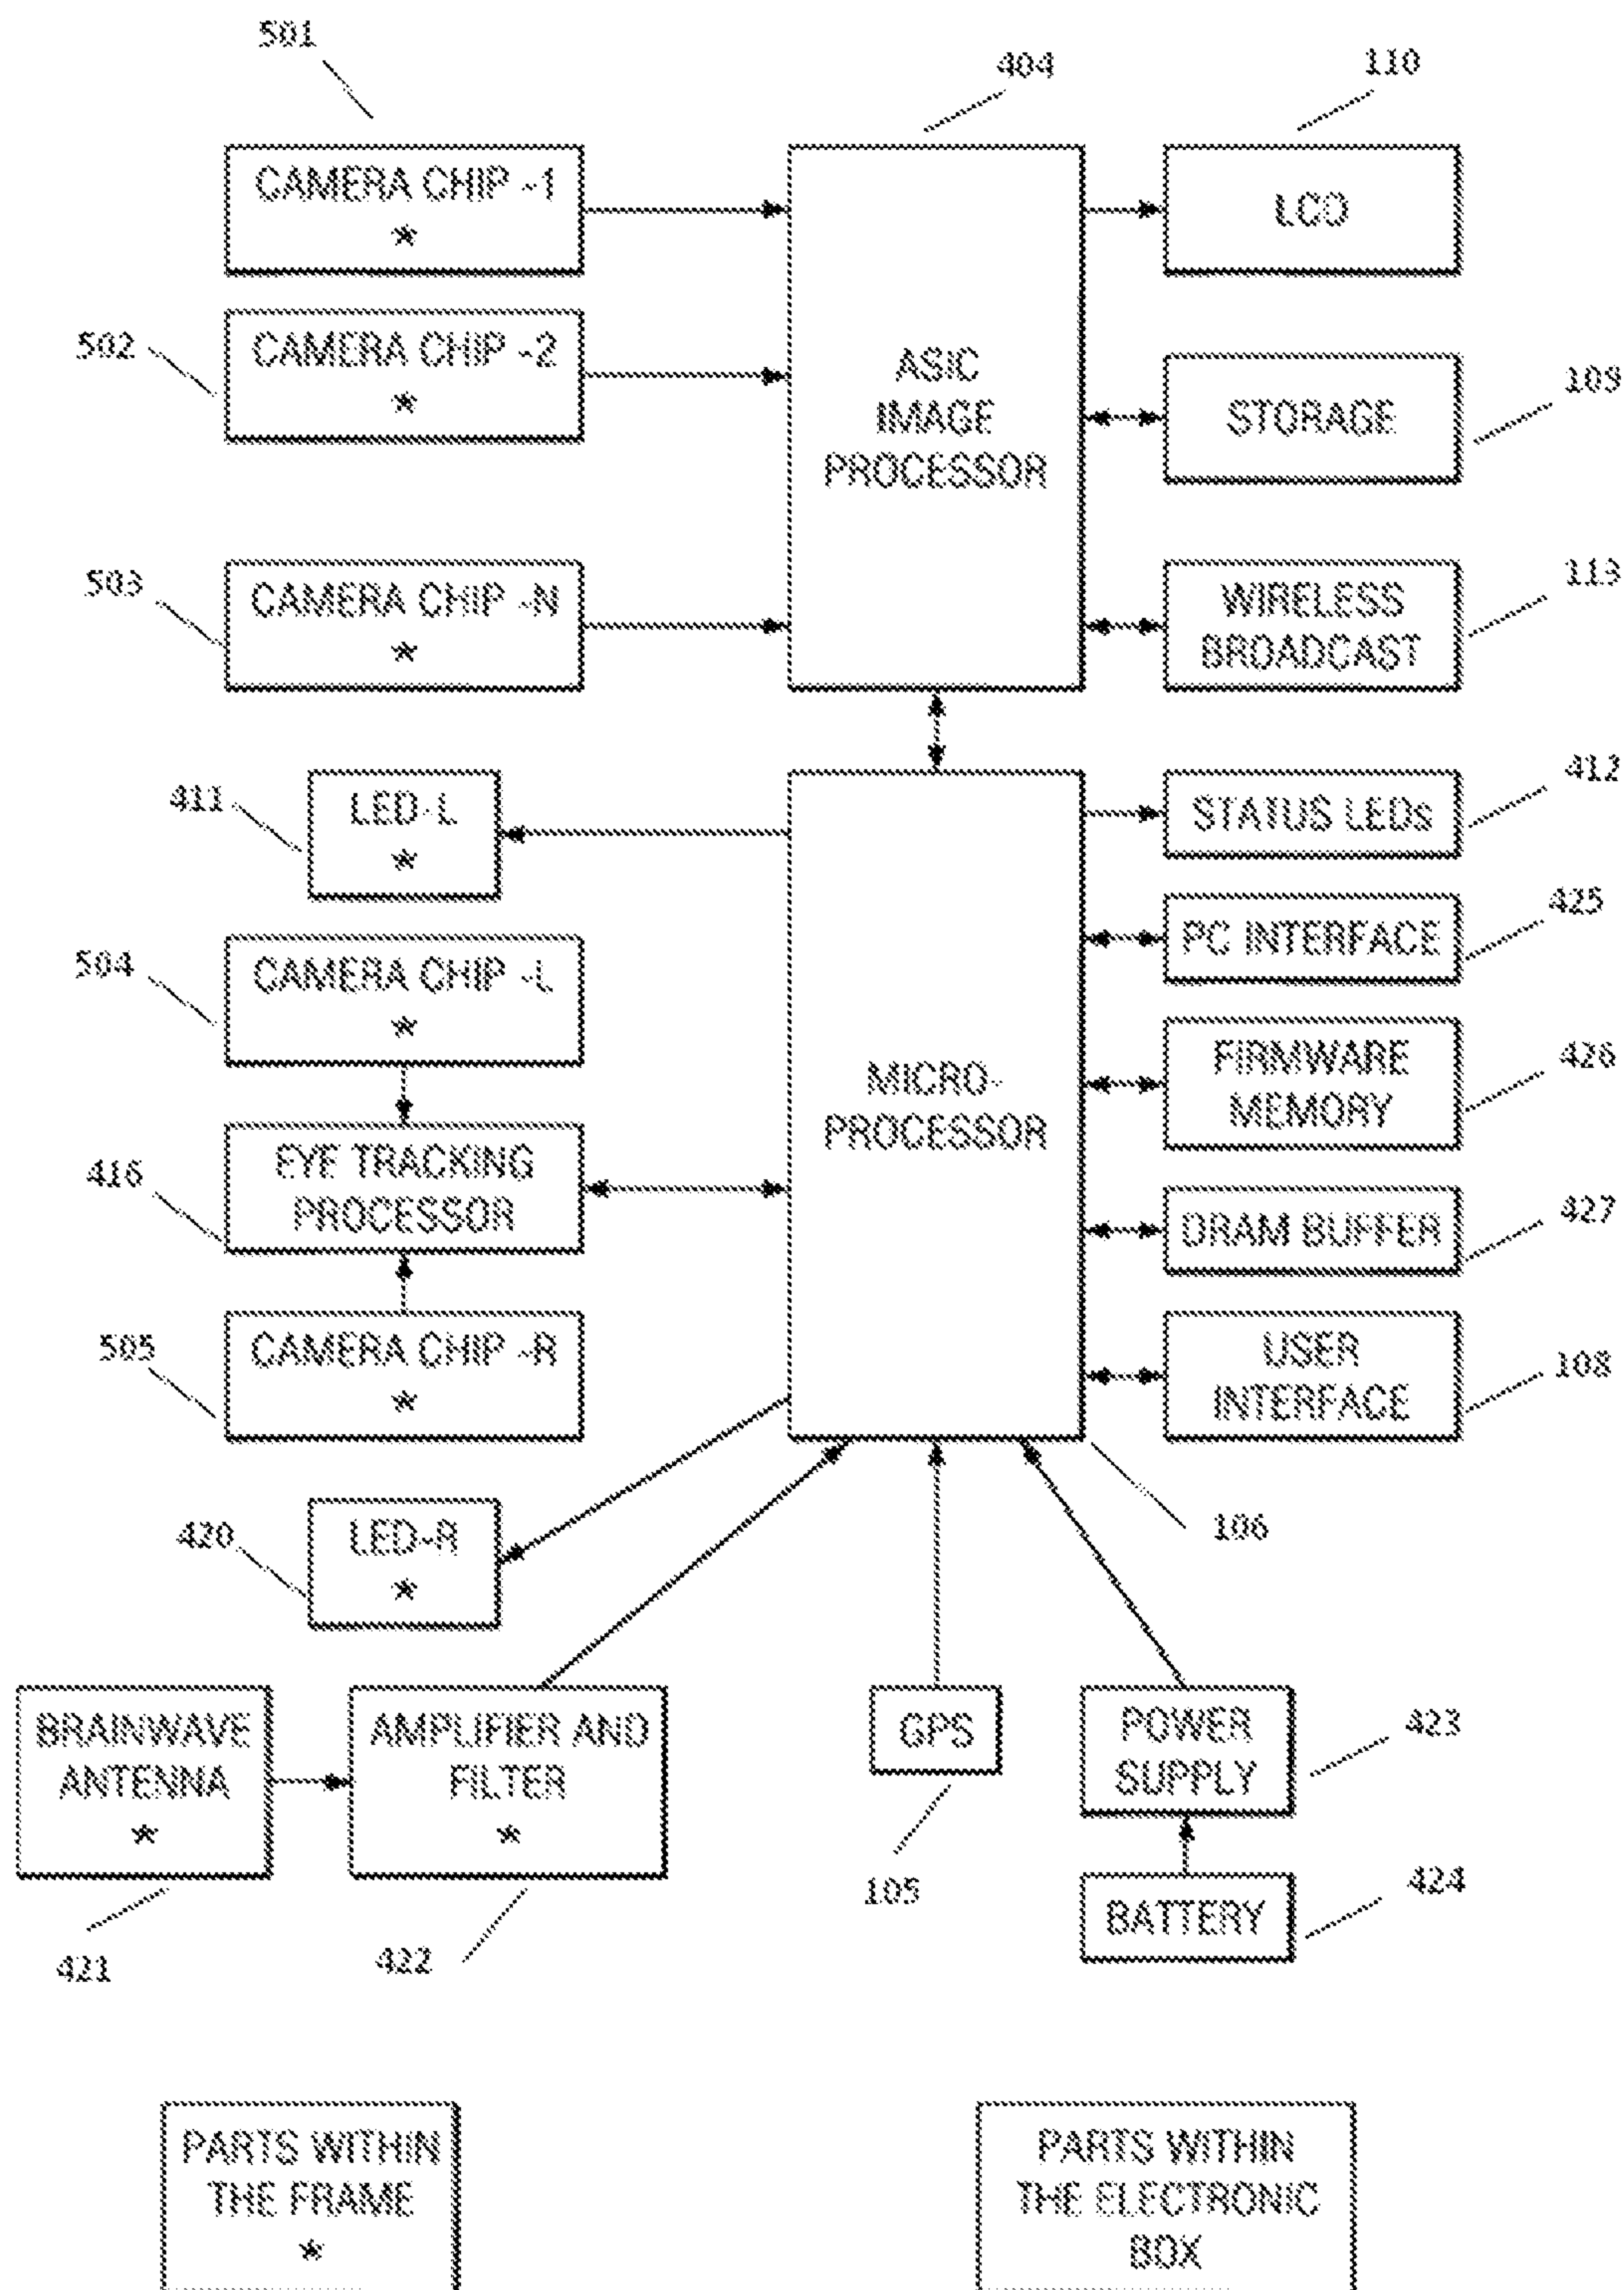 501
404
110
CAMERA CHIP -1
*
LCD
502
CAMERA CHIP -2
*
ASIC
IMAGE
PROCESSOR
STORAGE
109
503
CAMERA CHIP -N
*
WIRELESS
BROADCAST
113
411
LED-L
*
STATUS LEDs
412
PC INTERFACE
425
504
CAMERA CHIP -L
*
MICRO-
PROCESSOR
FIRMWARE
MEMORY
426
416
EYE TRACKING
PROCESSOR
DRAM BUFFER
427
505
CAMERA CHIP -R
*
USER
INTERFACE
108
106
420
LED-R
*
BRAINWAVE
ANTENNA
*
AMPLIFIER AND
FILTER
*
GPS
POWER
SUPPLY
423
105
BATTERY
424
421
422
PARTS WITHIN
THE FRAME
*
PARTS WITHIN
THE ELECTRONIC
BOX